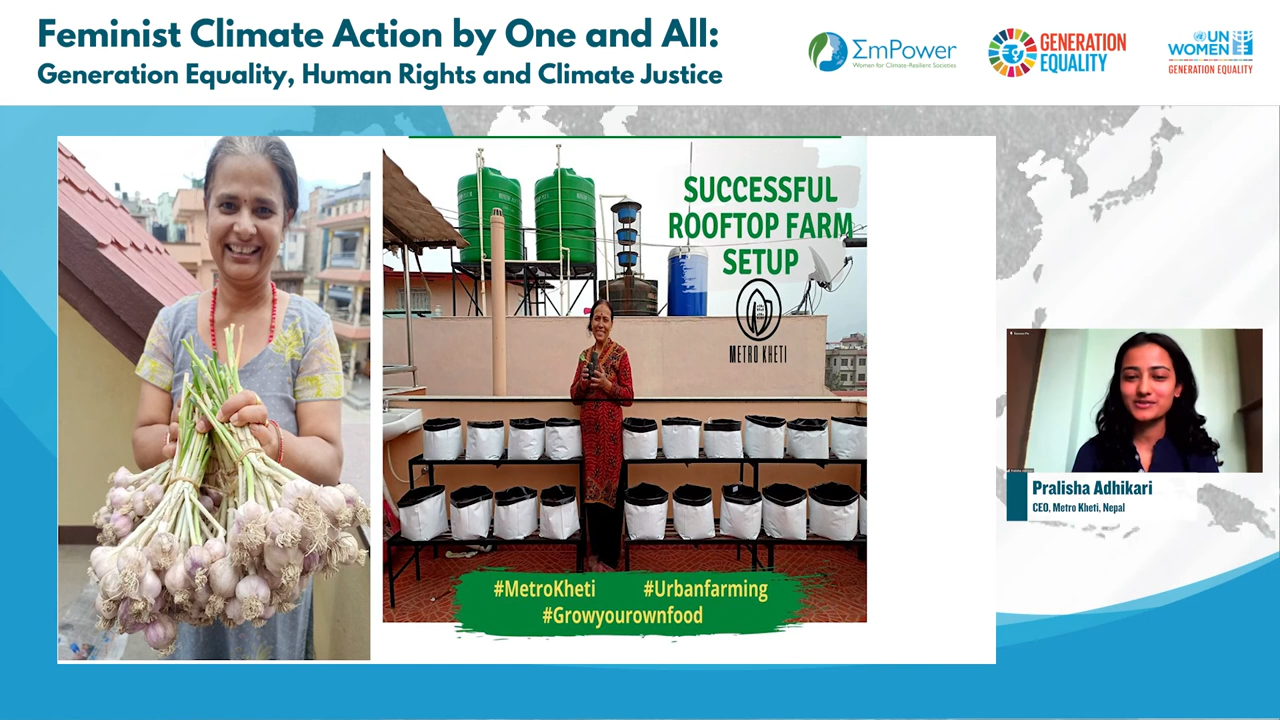 Feminist Climate Action by One and All:
Generation Equality, Human Rights and Climate Justice
ΣmPower
Women for Climate-Resilient Societies
GENERATION
EQUALITY
UN
WOMEN
GENERATION EQUALITY
SUCCESSFUL
ROOFTOP FARM
SETUP
METRO KHETI
#MetroKheti #Urbanfarming
#Growyourownfood
Pralisha Adhikari
CEO, Metro Kheti, Nepal